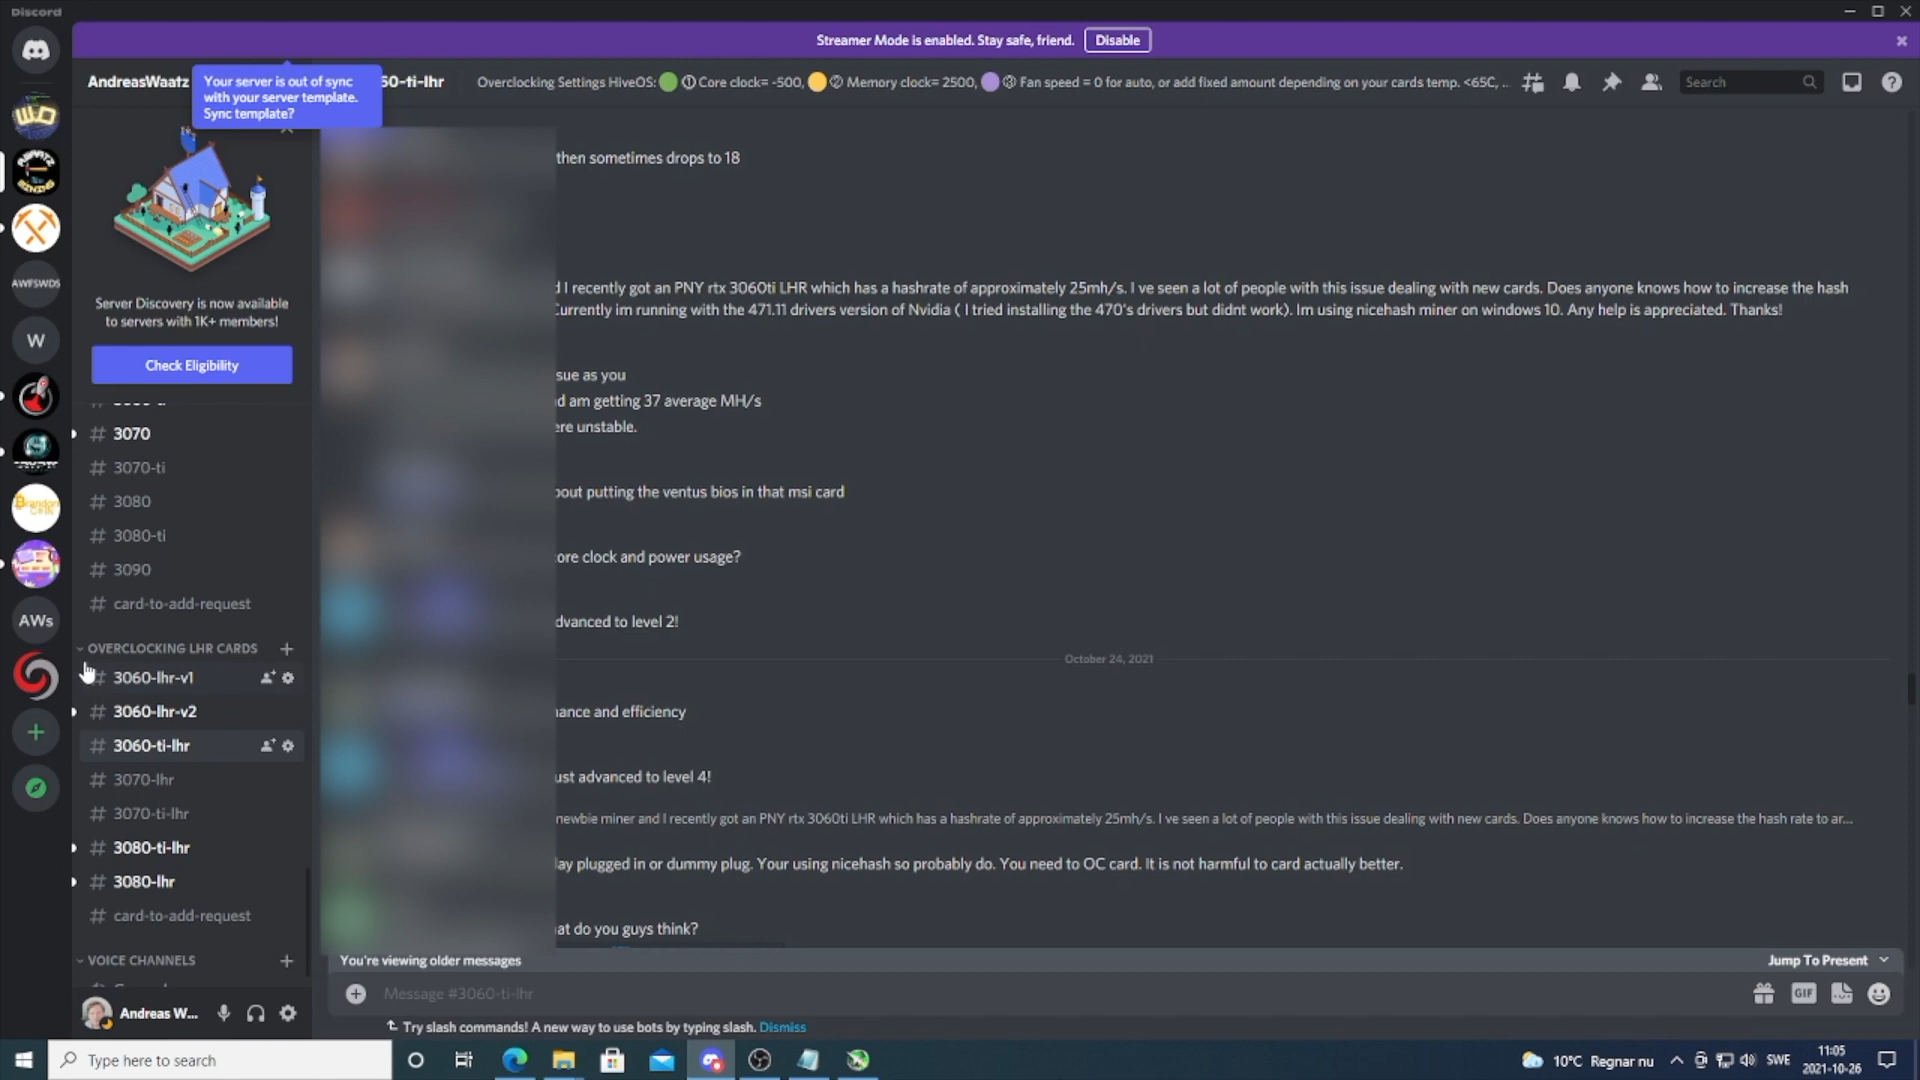 Discord
Streamer Mode is enabled. Stay safe, friend.
Disable
AndreasWaatz
Your server is out of sync
with your server template.
Sync template?
60-ti-lhr
Overclocking Settings HiveOS: ① Core clock= -500, ② Memory clock= 2500, ③ Fan speed = 0 for auto, or add fixed amount depending on your cards temp. <65C, ...
Search
Server Discovery is now available
to servers with 1K+ members!
Check Eligibility
AWFSWDS
W
AWs
# 3070
# 3070-ti
# 3080
# 3080-ti
# 3090
# card-to-add-request
OVERCLOCKING LHR CARDS
# 3060-lhr-v1
# 3060-lhr-v2
# 3060-ti-lhr
# 3070-lhr
# 3070-ti-lhr
# 3080-ti-lhr
# 3080-lhr
# card-to-add-request
VOICE CHANNELS
Andreas W...
then sometimes drops to 18
I recently got an PNY rtx 3060ti LHR which has a hashrate of approximately 25mh/s. I ve seen a lot of people with this issue dealing with new cards. Does anyone knows how to increase the hash
Currently im running with the 471.11 drivers version of Nvidia ( I tried installing the 470's drivers but didnt work). Im using nicehash miner on windows 10. Any help is appreciated. Thanks!
sue as you
d am getting 37 average MH/s
ere unstable.
bout putting the ventus bios in that msi card
core clock and power usage?
dvanced to level 2!
October 24, 2021
mance and efficiency
ust advanced to level 4!
newbie miner and I recently got an PNY rtx 3060ti LHR which has a hashrate of approximately 25mh/s. I ve seen a lot of people with this issue dealing with new cards. Does anyone knows how to increase the hash rate to ar...
lay plugged in or dummy plug. Your using nicehash so probably do. You need to OC card. It is not harmful to card actually better.
at do you guys think?
You're viewing older messages
Jump To Present
Message #3060-ti-lhr
GIF
Try slash commands! A new way to use bots by typing slash. Dismiss
Type here to search
10°C Regnar nu
SWE
11:05
2021-10-26